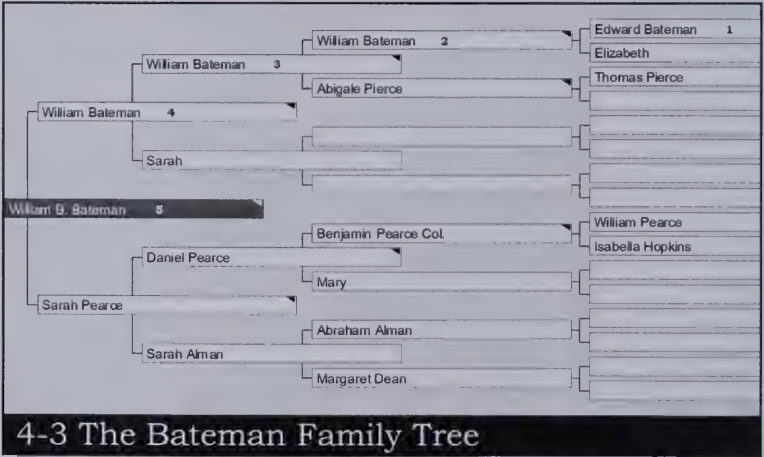 Edward Bateman 1
William Bateman 2
Elizabeth
William Bateman 3
Thomas Pierce
Abigale Pierce
William Bateman 4
Sarah
William B. Bateman 5
William Pearce
Benjamin Pearce Col.
Isabella Hopkins
Daniel Pearce
Mary
Sarah Pearce
Abraham Alman
Sarah Alman
Margaret Dean
4-3 The Bateman Family Tree